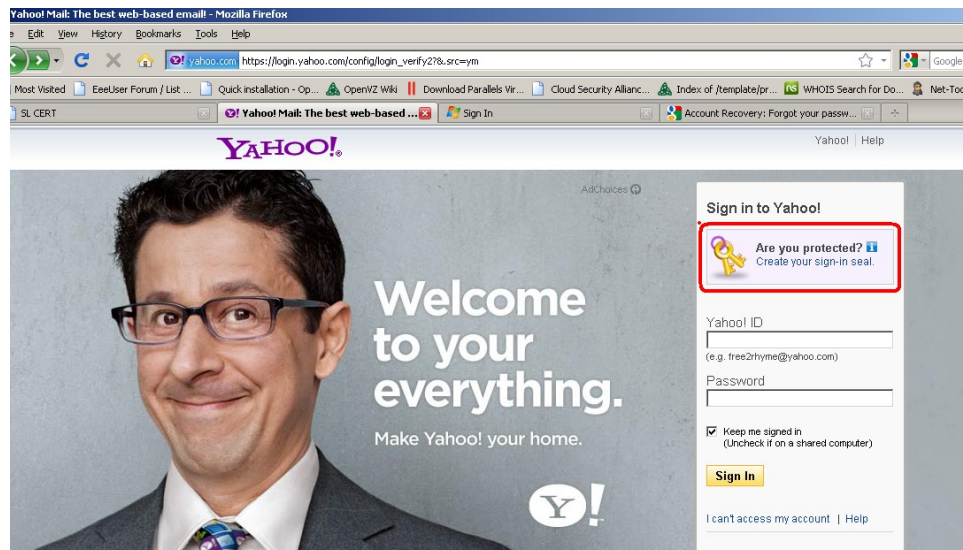 Yahoo! Mail: The best web-based email! - Mozilla Firefox
Edit View History Bookmarks Tools Help
yahoo.com https://login.yahoo.com/config/login_verify2?&.src=ym
Google
Most Visited EeeUser Forum / List ... Quick installation - Op... OpenVZ Wiki Download Parallels Vir... Cloud Security Allianc... Index of /template/pr... WHOIS Search for Do... Net-Too
SL CERT Yahoo! Mail: The best web-based ... Sign In Account Recovery: Forgot your passw...
YAHOO!
Yahoo! | Help
AdChoices
Sign in to Yahoo!
Are you protected?
Create your sign-in seal.
Welcome
to your
everything.
Make Yahoo! your home.
Y!
Yahoo! ID
(e.g. free2rhyme@yahoo.com)
Password
Keep me signed in
(Uncheck if on a shared computer)
Sign In
I can't access my account | Help